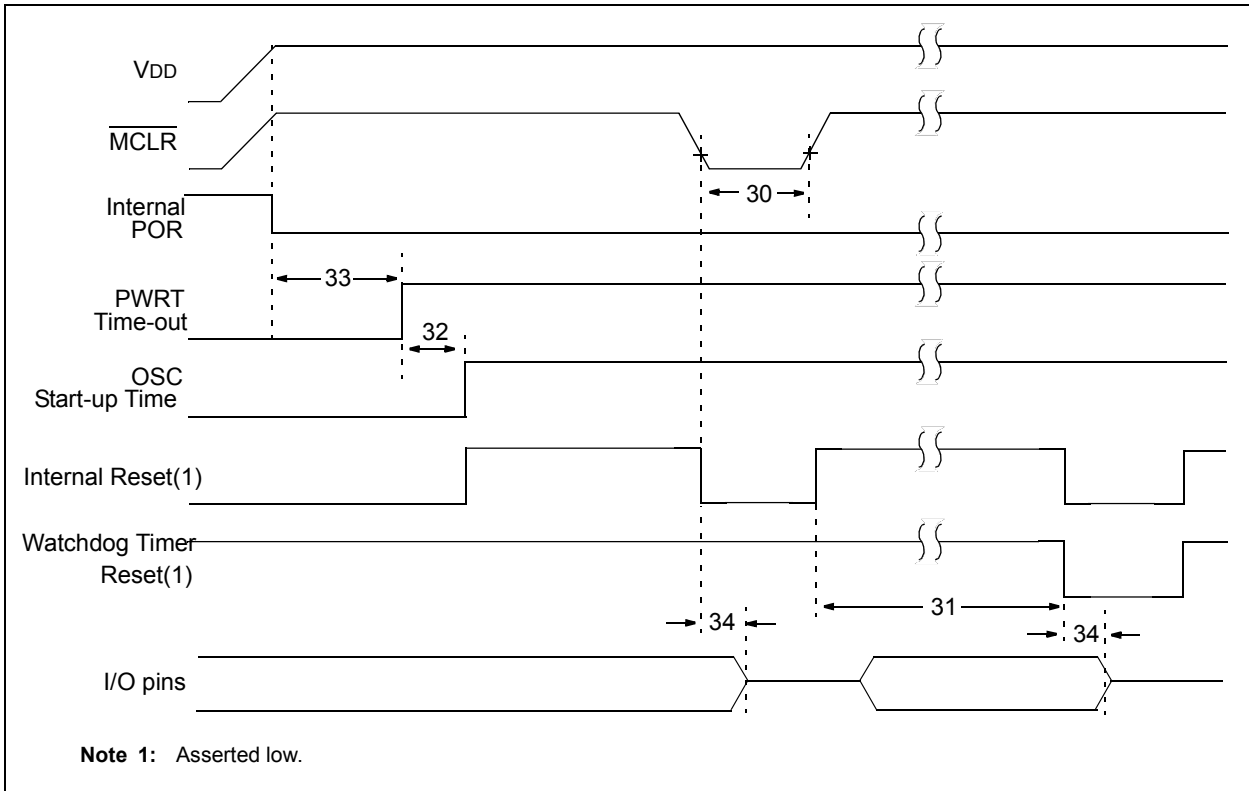 VDD
MCLR
30
Internal
POR
33
PWRT
Time-out
32
OSC
Start-up Time
Internal Reset(1)
Watchdog Timer
Reset(1)
31
34
34
I/O pins
Note 1: Asserted low.